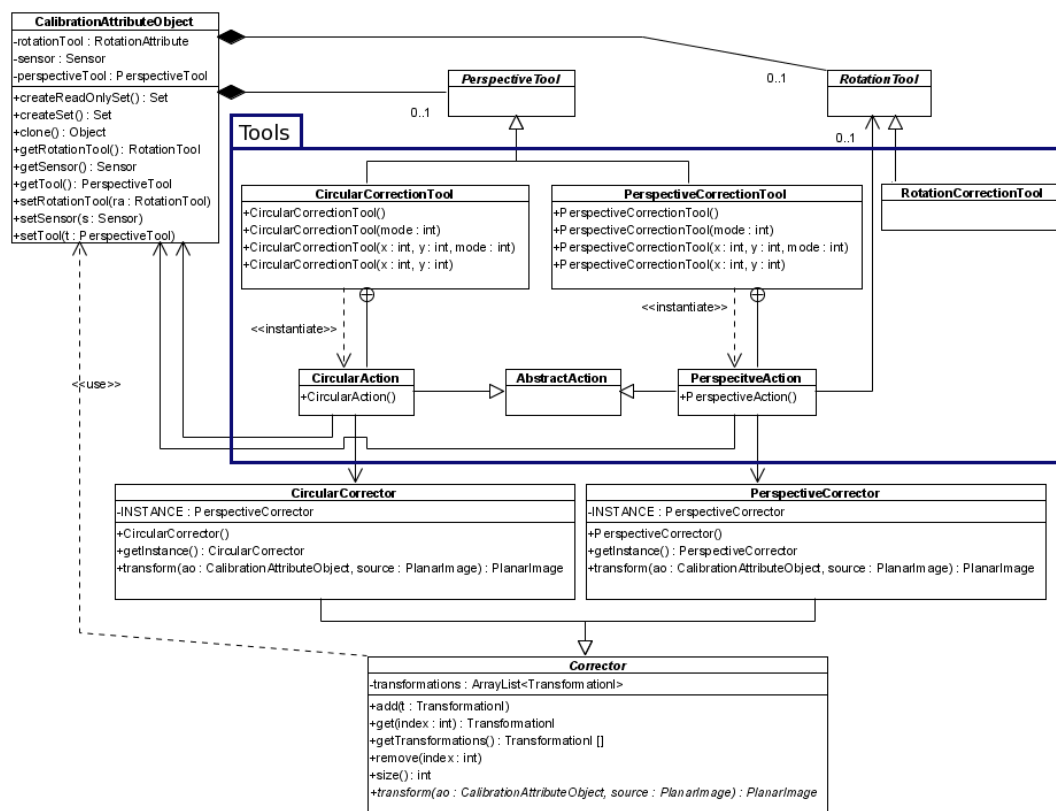 CalibrationAttributeObject
-rotationTool : RotationAttribute
-sensor : Sensor
-perspectiveTool : PerspectiveTool
+createReadOnlySet() : Set
+createSet() : Set
+clone() : Object
+getRotationTool() : RotationTool
+getSensor() : Sensor
+getTool() : PerspectiveTool
+setRotationTool(ra : RotationTool)
+setSensor(s : Sensor)
+setTool(t : PerspectiveTool)
PerspectiveTool
0..1
RotationTool
0..1
0..1
Tools
CircularCorrectionTool
+CircularCorrectionTool()
+CircularCorrectionTool(mode : int)
+CircularCorrectionTool(x : int, y : int, mode : int)
+CircularCorrectionTool(x : int, y : int)
PerspectiveCorrectionTool
+PerspectiveCorrectionTool()
+PerspectiveCorrectionTool(mode : int)
+PerspectiveCorrectionTool(x : int, y : int, mode : int)
+PerspectiveCorrectionTool(x : int, y : int)
RotationCorrectionTool
<<instantiate>>
<<instantiate>>
<<use>>
CircularAction
+CircularAction()
AbstractAction
PerspecitveAction
+PerspectiveAction()
CircularCorrector
-INSTANCE : PerspectiveCorrector
+CircularCorrector()
+getInstance() : CircularCorrector
+transform(ao : CalibrationAttributeObject, source : PlanarImage) : PlanarImage
PerspectiveCorrector
-INSTANCE : PerspectiveCorrector
+PerspectiveCorrector()
+getInstance() : PerspectiveCorrector
+transform(ao : CalibrationAttributeObject, source : PlanarImage) : PlanarImage
Corrector
-transformations : ArrayList<TransformationI>
+add(t : TransformationI)
+get(index : int) : TransformationI
+getTransformations() : TransformationI []
+remove(index : int)
+size() : int
+transform(ao : CalibrationAttributeObject, source : PlanarImage) : PlanarImage